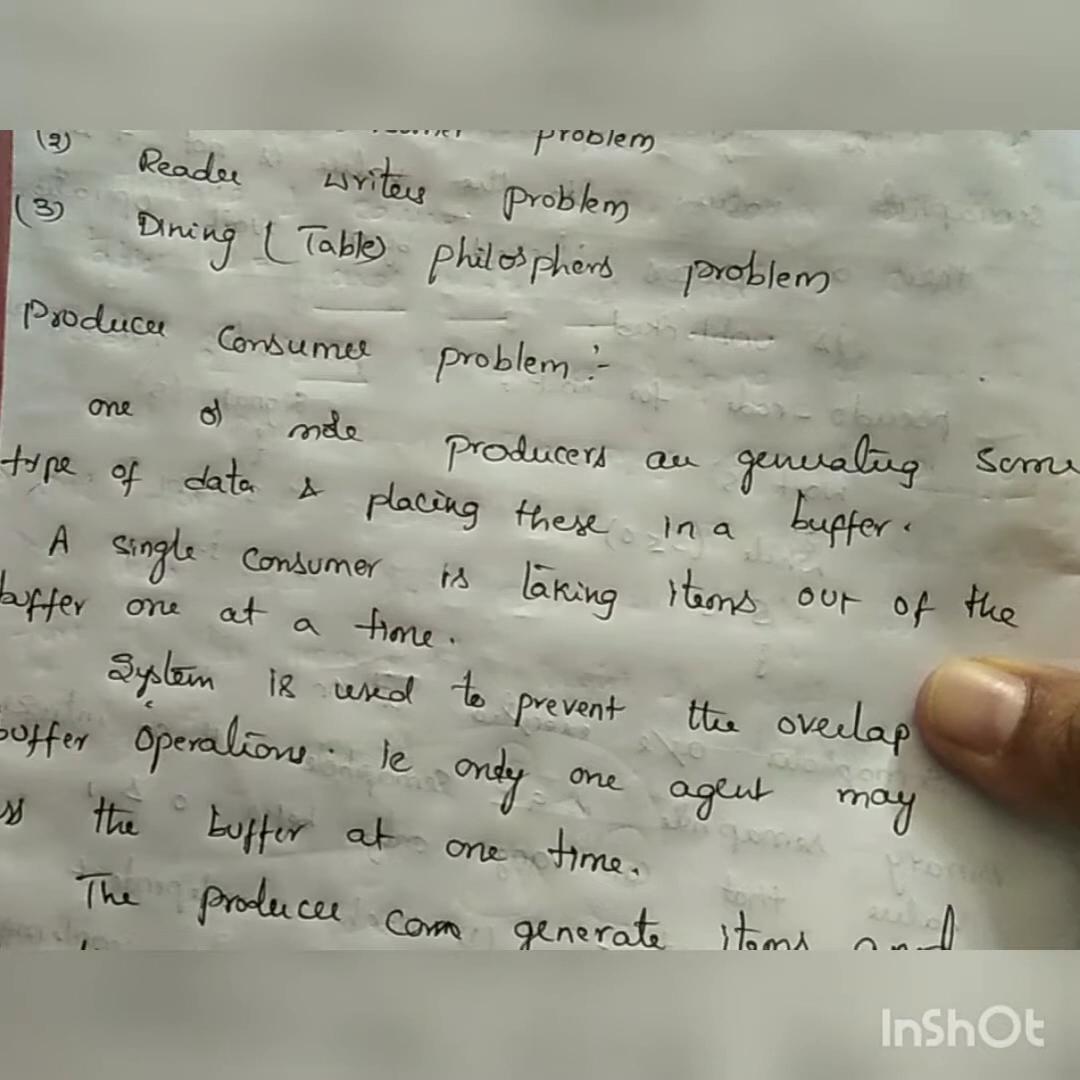 (2) problem
Reader writers problem
(3) Dining (Table) philosphers problem
Producer Consumer problem :-
one or more producers are generating some
type of data & placing these in a buffer.
A single consumer is taking items out of the
buffer one at a time.
System is used to prevent the overlap
buffer operations. ie only one agent may
the buffer at one time.
The producer can generate items and
InShOt